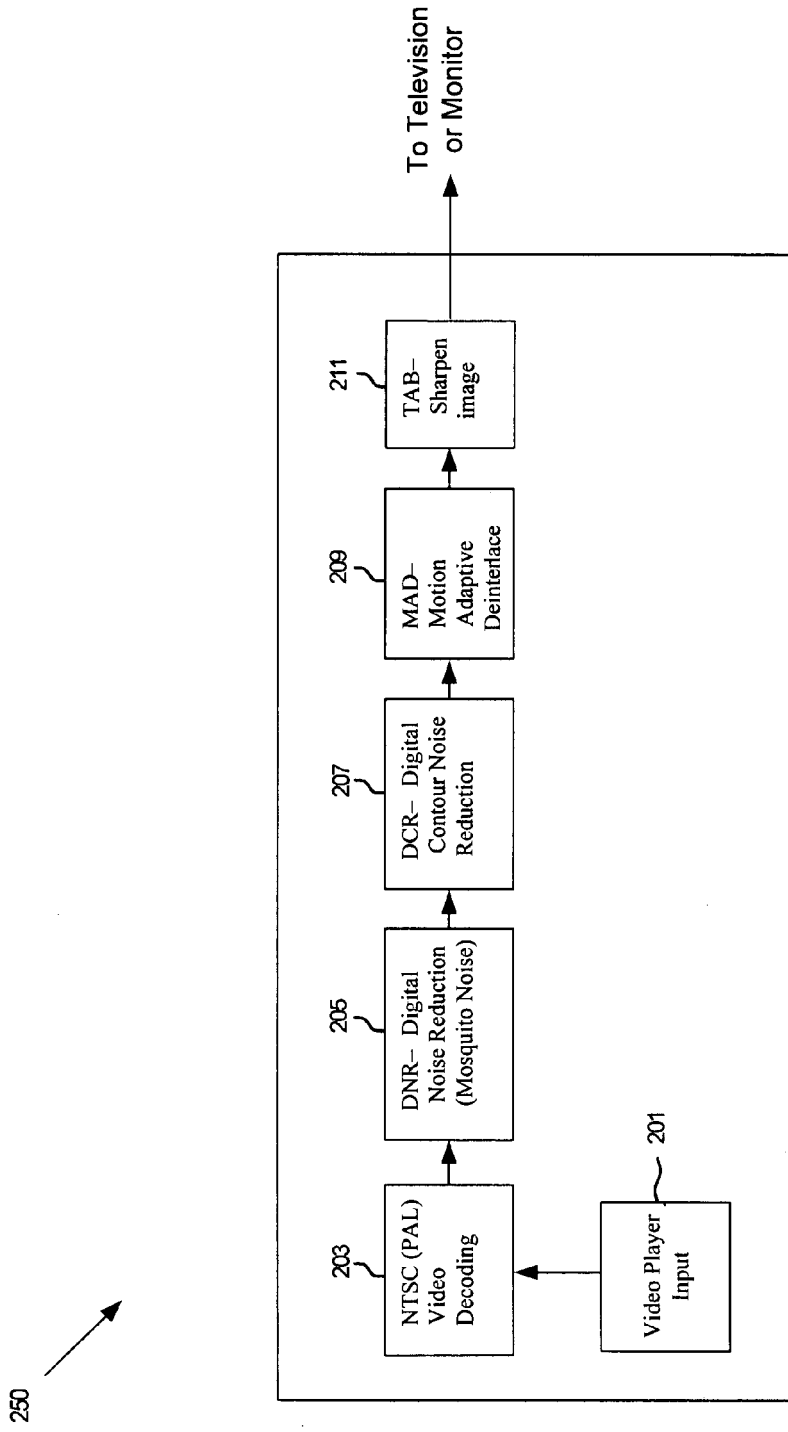 250
203
NTSC (PAL)
Video
Decoding
201
Video Player
Input
205
DNR– Digital
Noise Reduction
(Mosquito Noise)
207
DCR– Digital
Contour Noise
Reduction
209
MAD–
Motion
Adaptive
Deinterlace
211
TAB–
Sharpen
image
To Television
or Monitor